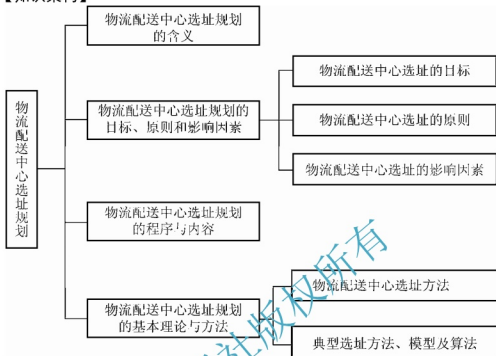 物流配送中心选址规划
物流配送中心选址规划
的含义
物流配送中心选址规划的
目标、原则和影响因素
物流配送中心选址的目标
物流配送中心选址的原则
物流配送中心选址的影响因素
物流配送中心选址规划
的程序与内容
物流配送中心选址规划
的基本理论与方法
物流配送中心选址方法
典型选址方法、模型及算法
社版权所有